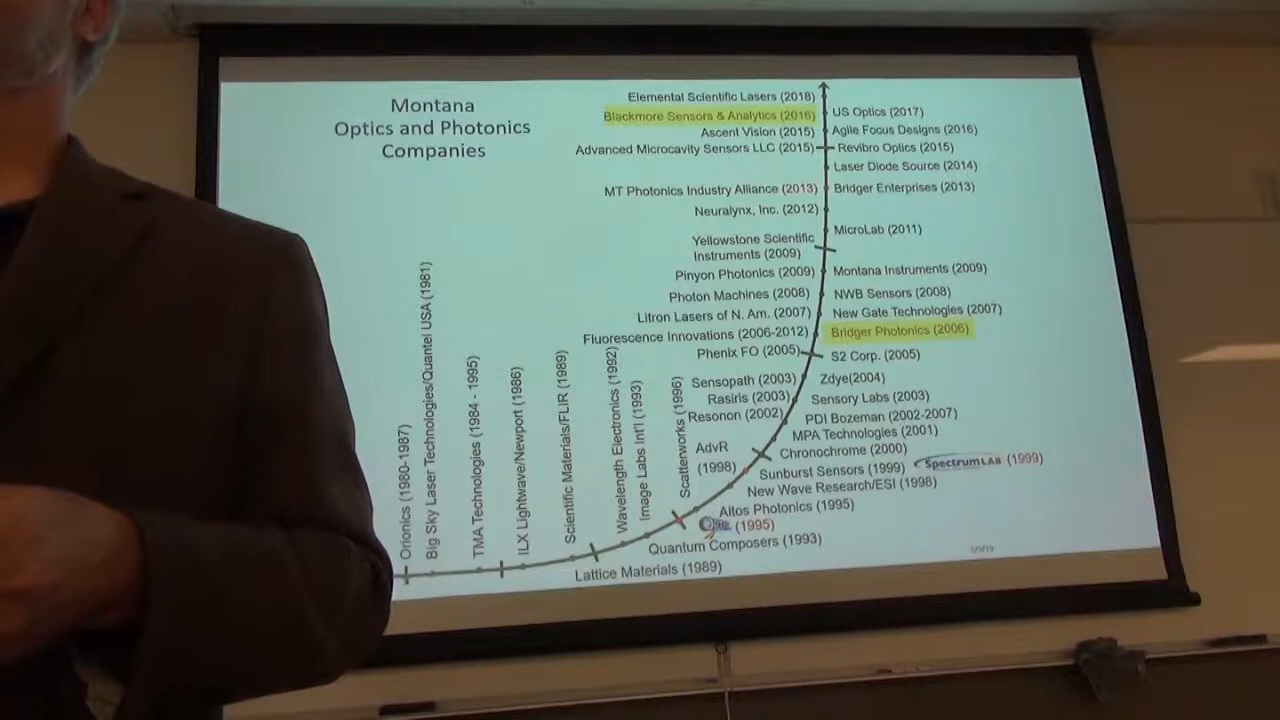 Montana
Optics and Photonics
Companies
Elemental Scientific Lasers (2018)
US Optics (2017)
Blackmore Sensors & Analytics (2016)
Agile Focus Designs (2016)
Ascent Vision (2015)
Revibro Optics (2015)
Advanced Microcavity Sensors LLC (2015)
Laser Diode Source (2014)
MT Photonics Industry Alliance (2013)
Bridger Enterprises (2013)
Neuralynx, Inc. (2012)
MicroLab (2011)
Yellowstone Scientific
Instruments (2009)
Pinyon Photonics (2009)
Montana Instruments (2009)
Photon Machines (2008)
NWB Sensors (2008)
Litron Lasers of N. Am. (2007)
New Gate Technologies (2007)
Fluorescence Innovations (2006-2012)
Bridger Photonics (2006)
Phenix FO (2005)
S2 Corp. (2005)
Sensopath (2003)
Zdye(2004)
Rasiris (2003)
Sensory Labs (2003)
Resonon (2002)
PDI Bozeman (2002-2007)
MPA Technologies (2001)
AdvR
(1998)
Chronochrome (2000)
Sunburst Sensors (1999)
SPECTRUMLAB (1999)
New Wave Research/ESI (1998)
Altos Photonics (1995)
(1995)
Quantum Composers (1993)
Lattice Materials (1989)
Orionics (1980-1987)
Big Sky Laser Technologies/Quantel USA (1981)
TMA Technologies (1984 - 1995)
ILX Lightwave/Newport (1986)
Scientific Materials/FLIR (1989)
Wavelength Electronics (1992)
Image Labs Int'l (1993)
Scatterworks (1996)